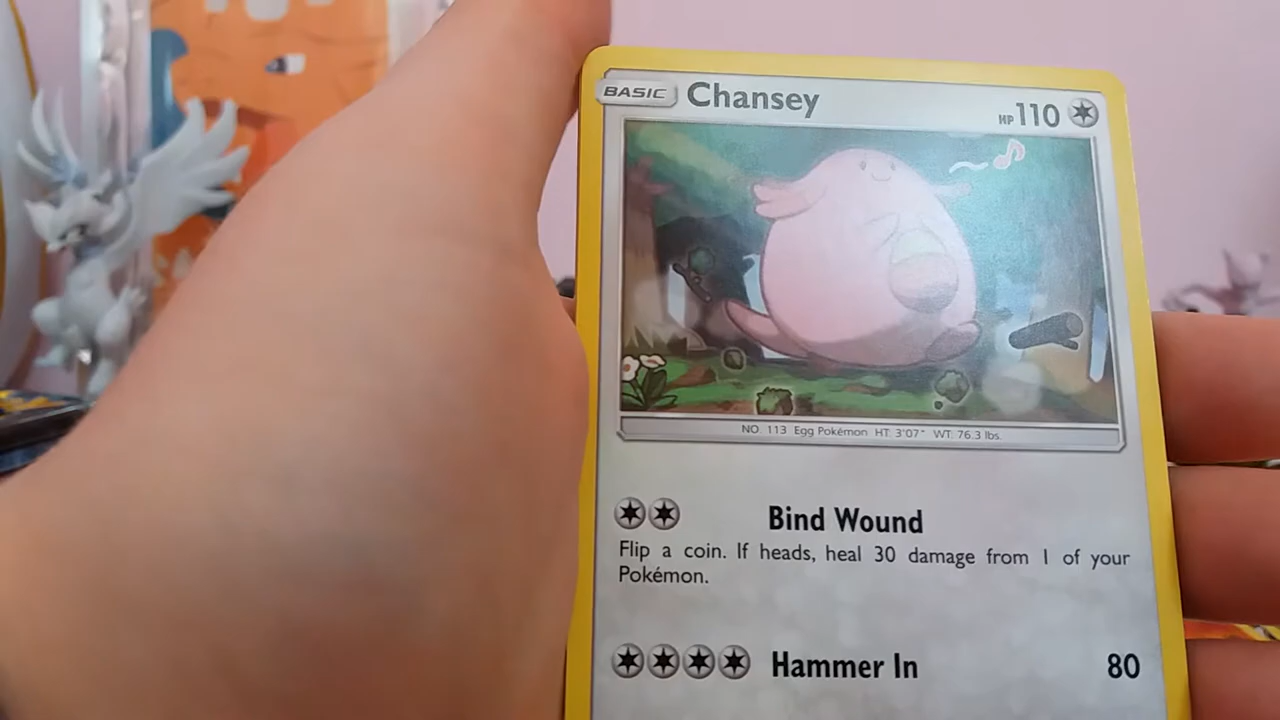 BASIC Chansey HP 110
NO. 113 Egg Pokémon HT: 3'07" WT: 76.3 lbs.
Bind Wound
Flip a coin. If heads, heal 30 damage from 1 of your
Pokémon.
Hammer In 80